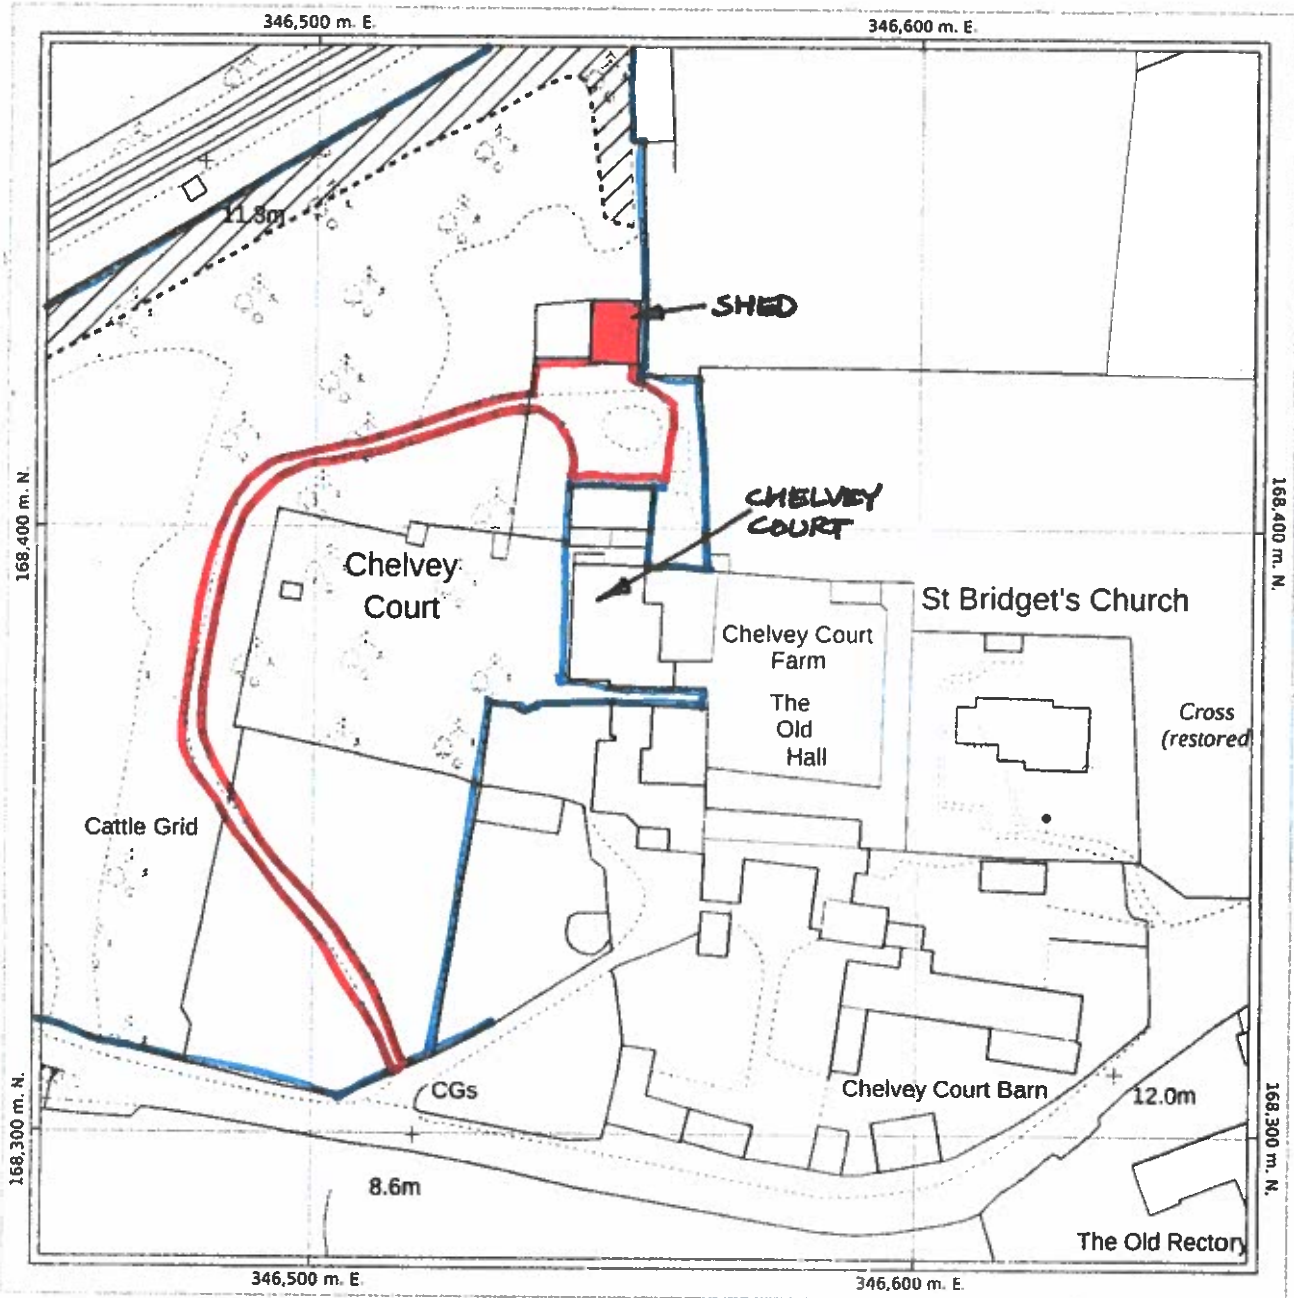 346,500 m. E.
346,600 m. E.
11.3m
SHED
168,400 m. N.
168,400 m. N.
CHELVEY
COURT
Chelvey
Court
St Bridget's Church
Chelvey Court
Farm
The
Old
Hall
Cross
(restored
Cattle Grid
CGs
Chelvey Court Barn
12.0m
168,300 m. N.
168,300 m. N.
8.6m
The Old Rectory
346,500 m. E.
346,600 m. E.